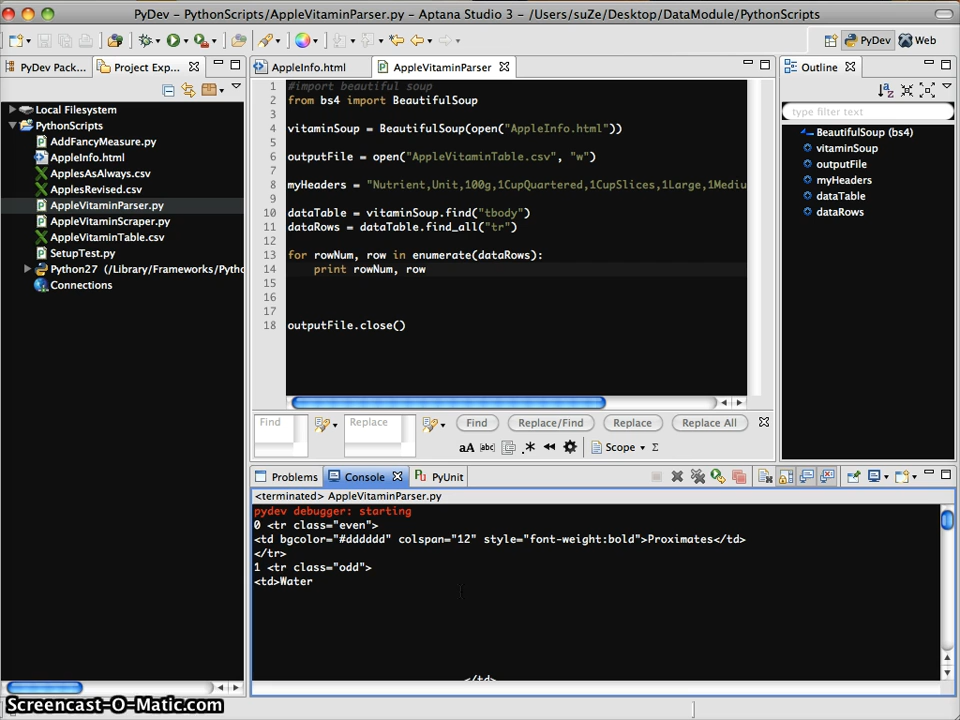 PyDev - PythonScripts/AppleVitaminParser.py - Aptana Studio 3 - /Users/suZe/Desktop/DataModule/PythonScripts
PyDev
Web
PyDev Pack...
Project Exp...
Local Filesystem
PythonScripts
AddFancyMeasure.py
AppleInfo.html
ApplesAsAlways.csv
ApplesRevised.csv
AppleVitaminParser.py
AppleVitaminScraper.py
AppleVitaminTable.csv
SetupTest.py
Python27 (/Library/Frameworks/Pytho
Connections
AppleInfo.html
AppleVitaminParser.py
1 #import beautiful soup
2 from bs4 import BeautifulSoup
3
4 vitaminSoup = BeautifulSoup(open("AppleInfo.html"))
5
6 outputFile = open("AppleVitaminTable.csv", "w")
7
8 myHeaders = "Nutrient,Unit,100g,1CupQuartered,1CupSlices,1Large,1Mediu
9
10 dataTable = vitaminSoup.find("tbody")
11 dataRows = dataTable.find_all("tr")
12
13 for rowNum, row in enumerate(dataRows):
14 print rowNum, row
15
16
17
18 outputFile.close()
Find
Replace
Find
Replace/Find
Replace
Replace All
aA
abc
.*
Scope
Σ
Outline
type filter text
BeautifulSoup (bs4)
vitaminSoup
outputFile
myHeaders
dataTable
dataRows
Problems
Console
PyUnit
<terminated> AppleVitaminParser.py
pydev debugger: starting
0 <tr class="even">
<td bgcolor="#dddddd" colspan="12" style="font-weight:bold">Proximates</td>
</tr>
1 <tr class="odd">
<td>Water
</td>
Screencast-O-Matic.com